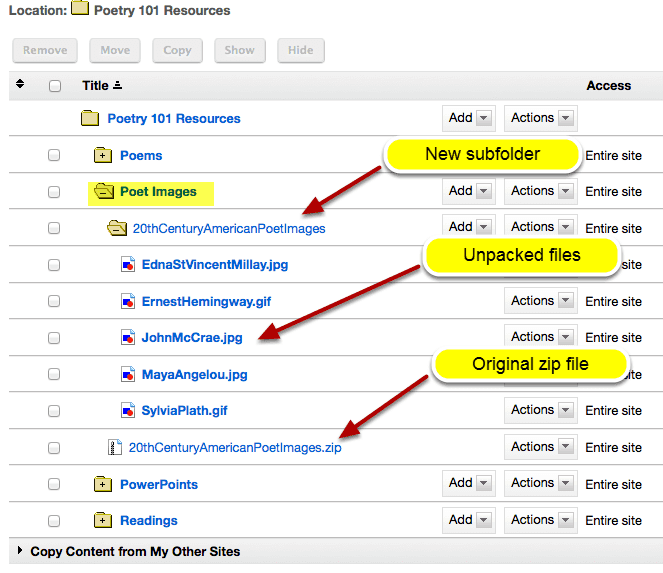 Location: Poetry 101 Resources
Remove Move Copy Show Hide
Title Access
Poetry 101 Resources Add Actions
Poems Entire site
New subfolder
Poet Images Add Actions Entire site
20thCenturyAmericanPoetImages Add Actions Entire site
EdnaStVincentMillay.jpg Entire site
Unpacked files
ErnestHemingway.gif Actions Entire site
JohnMcCrae.jpg Actions Entire site
MayaAngelou.jpg Entire site
Original zip file
SylviaPlath.gif Actions Entire site
20thCenturyAmericanPoetImages.zip Actions Entire site
PowerPoints Add Actions Entire site
Readings Add Actions Entire site
Copy Content from My Other Sites